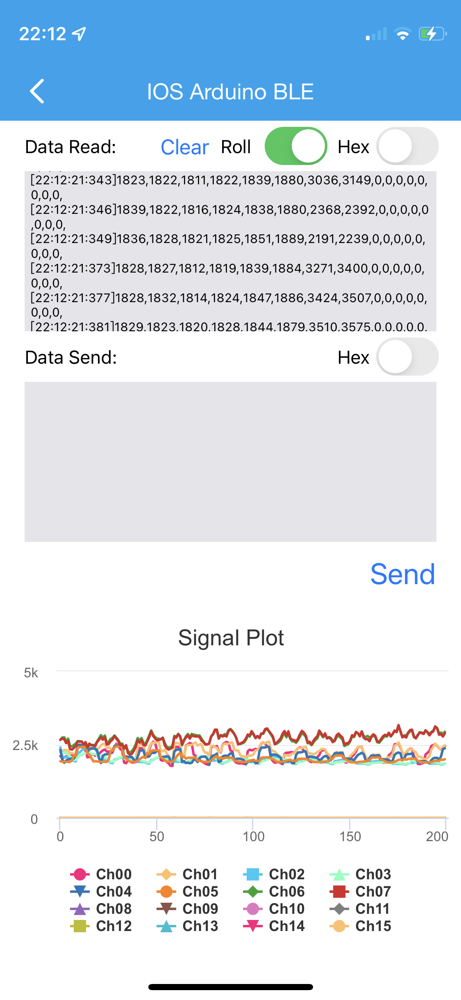 22:12
IOS Arduino BLE
Data Read: Clear Roll Hex
[22:12:21:343]1823,1822,1811,1822,1839,1880,3036,3149,0,0,0,0,0,
0,0,0,
[22:12:21:346]1839,1822,1816,1824,1838,1880,2368,2392,0,0,0,0,0
,0,0,0,
[22:12:21:349]1836,1828,1821,1825,1851,1889,2191,2239,0,0,0,0,0,
0,0,0,
[22:12:21:373]1828,1827,1812,1819,1839,1884,3271,3400,0,0,0,0,0,
0,0,0,
[22:12:21:377]1828,1832,1814,1824,1847,1886,3424,3507,0,0,0,0,0,
0,0,0,
[22:12:21:381]1829,1823,1820,1828,1844,1879,3510,3575,0,0,0,0,0,
Data Send: Hex
Send
Signal Plot
5k
2.5k
0
0 50 100 150 200
Ch00 Ch01 Ch02 Ch03
Ch04 Ch05 Ch06 Ch07
Ch08 Ch09 Ch10 Ch11
Ch12 Ch13 Ch14 Ch15